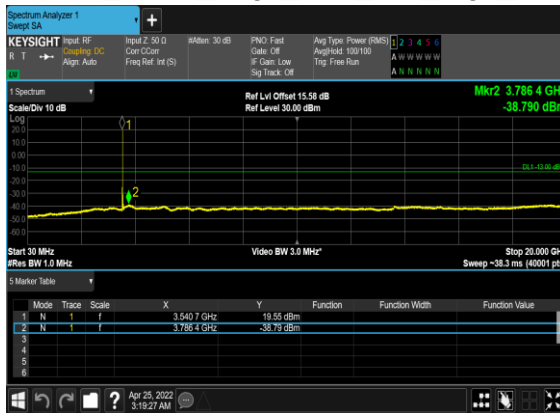 Spectrum Analyzer 1
Swept SA
+
KEYSIGHT Input: RF Input Z: 50 Ω #Atten: 30 dB PNO: Fast Avg Type: Power (RMS) 1 2 3 4 5 6
R T Coupling: DC Corr CCorr Gate: Off Avg|Hold: 100/100 A W W W W W
Align: Auto Freq Ref: Int (S) IF Gain: Low Trig: Free Run
LXI Sig Track: Off A N N N N N
1 Spectrum Ref Lvl Offset 15.58 dB Mkr2 3.786 4 GH
Scale/Div 10 dB Ref Level 30.00 dBm -38.790 dBr
Log
20.0
1
10.0
0.00
-10.0
DL1 -13.00 dB
-20.0
-30.0
2
-40.0
-50.0
-60.0
Start 30 MHz Video BW 3.0 MHz* Stop 20.000 GH
#Res BW 1.0 MHz Sweep ~38.3 ms (40001 pts
5 Marker Table
Mode Trace Scale X Y Function Function Width Function Value
1 N 1 f 3.540 7 GHz 19.55 dBm
2 N 1 f 3.786 4 GHz -38.79 dBm
3
4
5
6
? Apr 25, 2022
3:19:27 AM